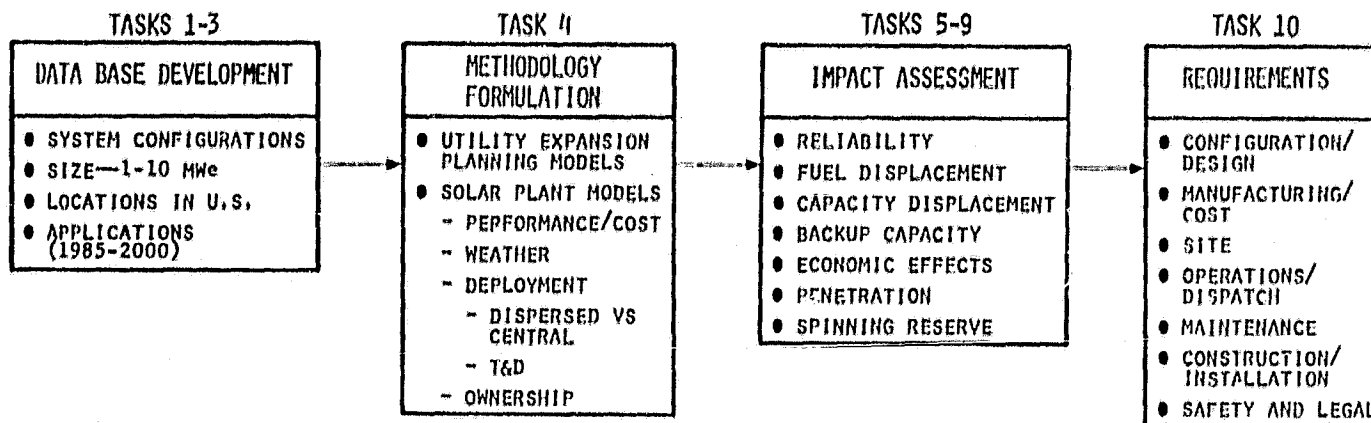 TASKS 1-3
DATA BASE DEVELOPMENT
● SYSTEM CONFIGURATIONS
● SIZE—1-10 MWe
● LOCATIONS IN U.S.
● APPLICATIONS
(1985-2000)
TASK 4
METHODOLOGY
FORMULATION
● UTILITY EXPANSION
PLANNING MODELS
● SOLAR PLANT MODELS
- PERFORMANCE/COST
- WEATHER
- DEPLOYMENT
- DISPERSED VS
CENTRAL
- T&D
- OWNERSHIP
TASKS 5-9
IMPACT ASSESSMENT
● RELIABILITY
● FUEL DISPLACEMENT
● CAPACITY DISPLACEMENT
● BACKUP CAPACITY
● ECONOMIC EFFECTS
● PENETRATION
● SPINNING RESERVE
TASK 10
REQUIREMENTS
● CONFIGURATION/
DESIGN
● MANUFACTURING/
COST
● SITE
● OPERATIONS/
DISPATCH
● MAINTENANCE
● CONSTRUCTION/
INSTALLATION
● SAFETY AND LEGAL